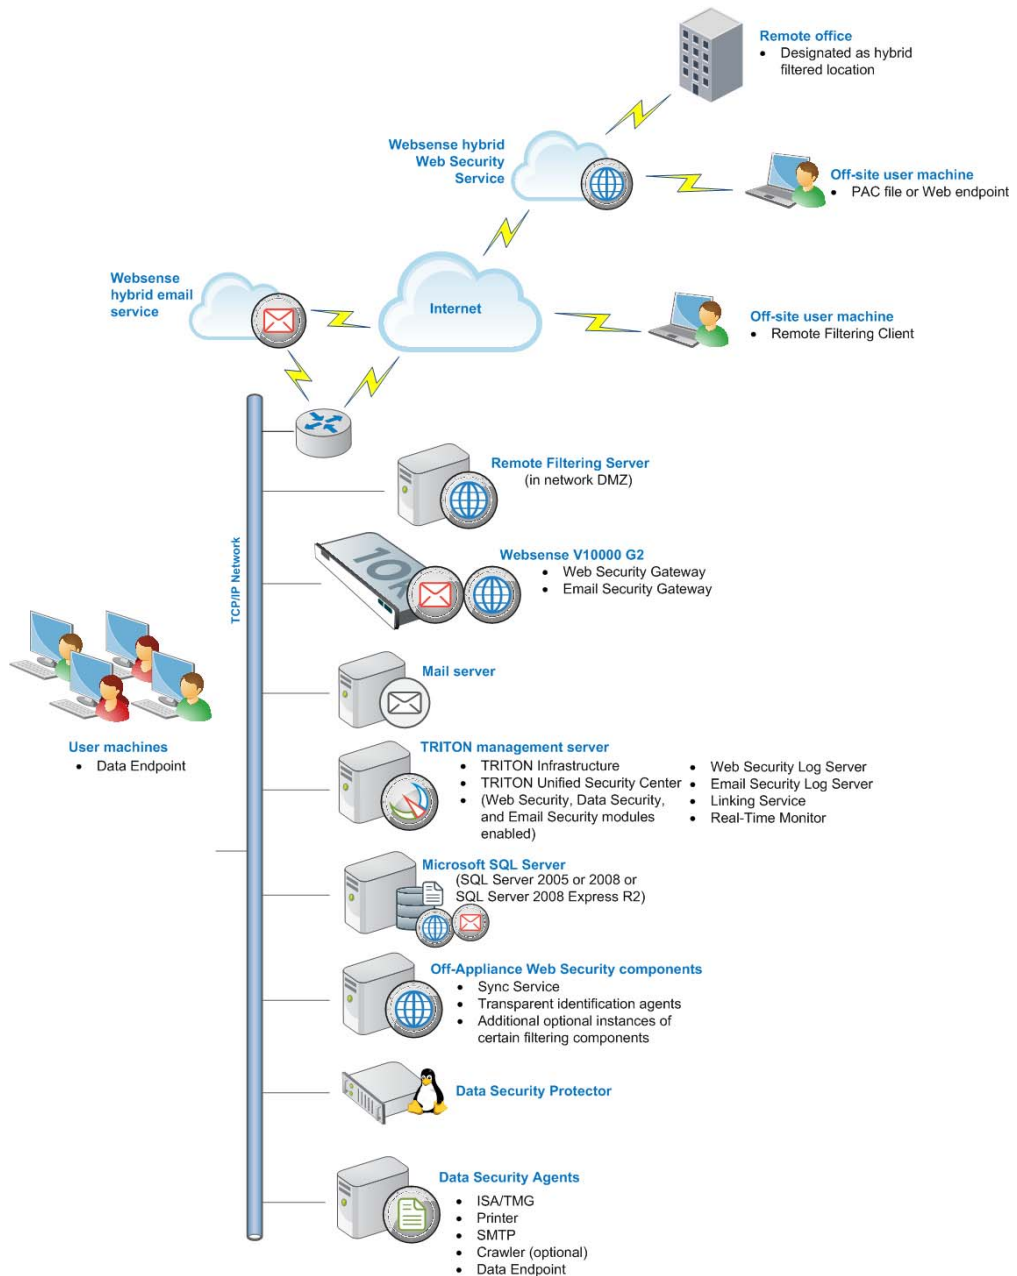 Remote office
• Designated as hybrid
filtered location
Websense hybrid
Web Security
Service
Off-site user machine
• PAC file or Web endpoint
Websense
hybrid email
service
Internet
Off-site user machine
• Remote Filtering Client
TCP/IP Network
Remote Filtering Server
(in network DMZ)
10K
Websense V10000 G2
• Web Security Gateway
• Email Security Gateway
Mail server
User machines
• Data Endpoint
TRITON management server
• TRITON Infrastructure
• TRITON Unified Security Center
• (Web Security, Data Security,
and Email Security modules
enabled)
• Web Security Log Server
• Email Security Log Server
• Linking Service
• Real-Time Monitor
Microsoft SQL Server
(SQL Server 2005 or 2008 or
SQL Server 2008 Express R2)
Off-Appliance Web Security components
• Sync Service
• Transparent identification agents
• Additional optional instances of
certain filtering components
Data Security Protector
Data Security Agents
• ISA/TMG
• Printer
• SMTP
• Crawler (optional)
• Data Endpoint